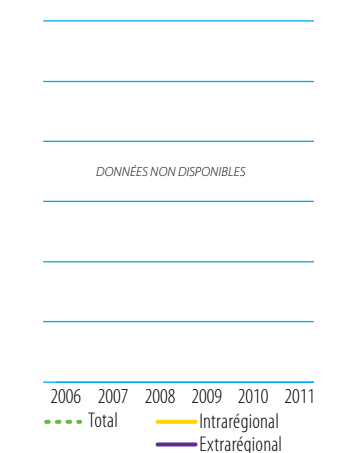 DONNÉES NON DISPONIBLES
2006 2007 2008 2009 2010 2011
Total Intrarégional
Extrarégional